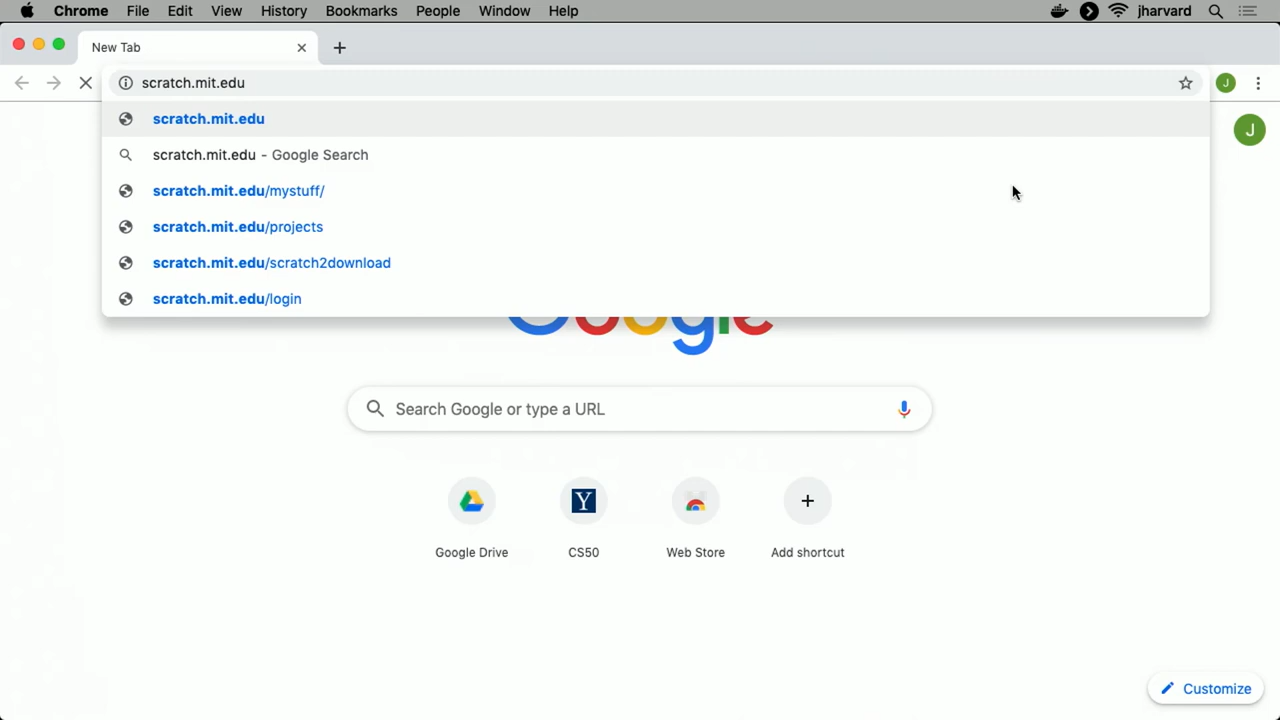 Chrome File Edit View History Bookmarks People Window Help jharvard
New Tab
scratch.mit.edu
J
scratch.mit.edu
J
scratch.mit.edu - Google Search
scratch.mit.edu/mystuff/
scratch.mit.edu/projects
scratch.mit.edu/scratch2download
scratch.mit.edu/login
Google
Search Google or type a URL
Y
Google Drive CS50 Web Store Add shortcut
Customize